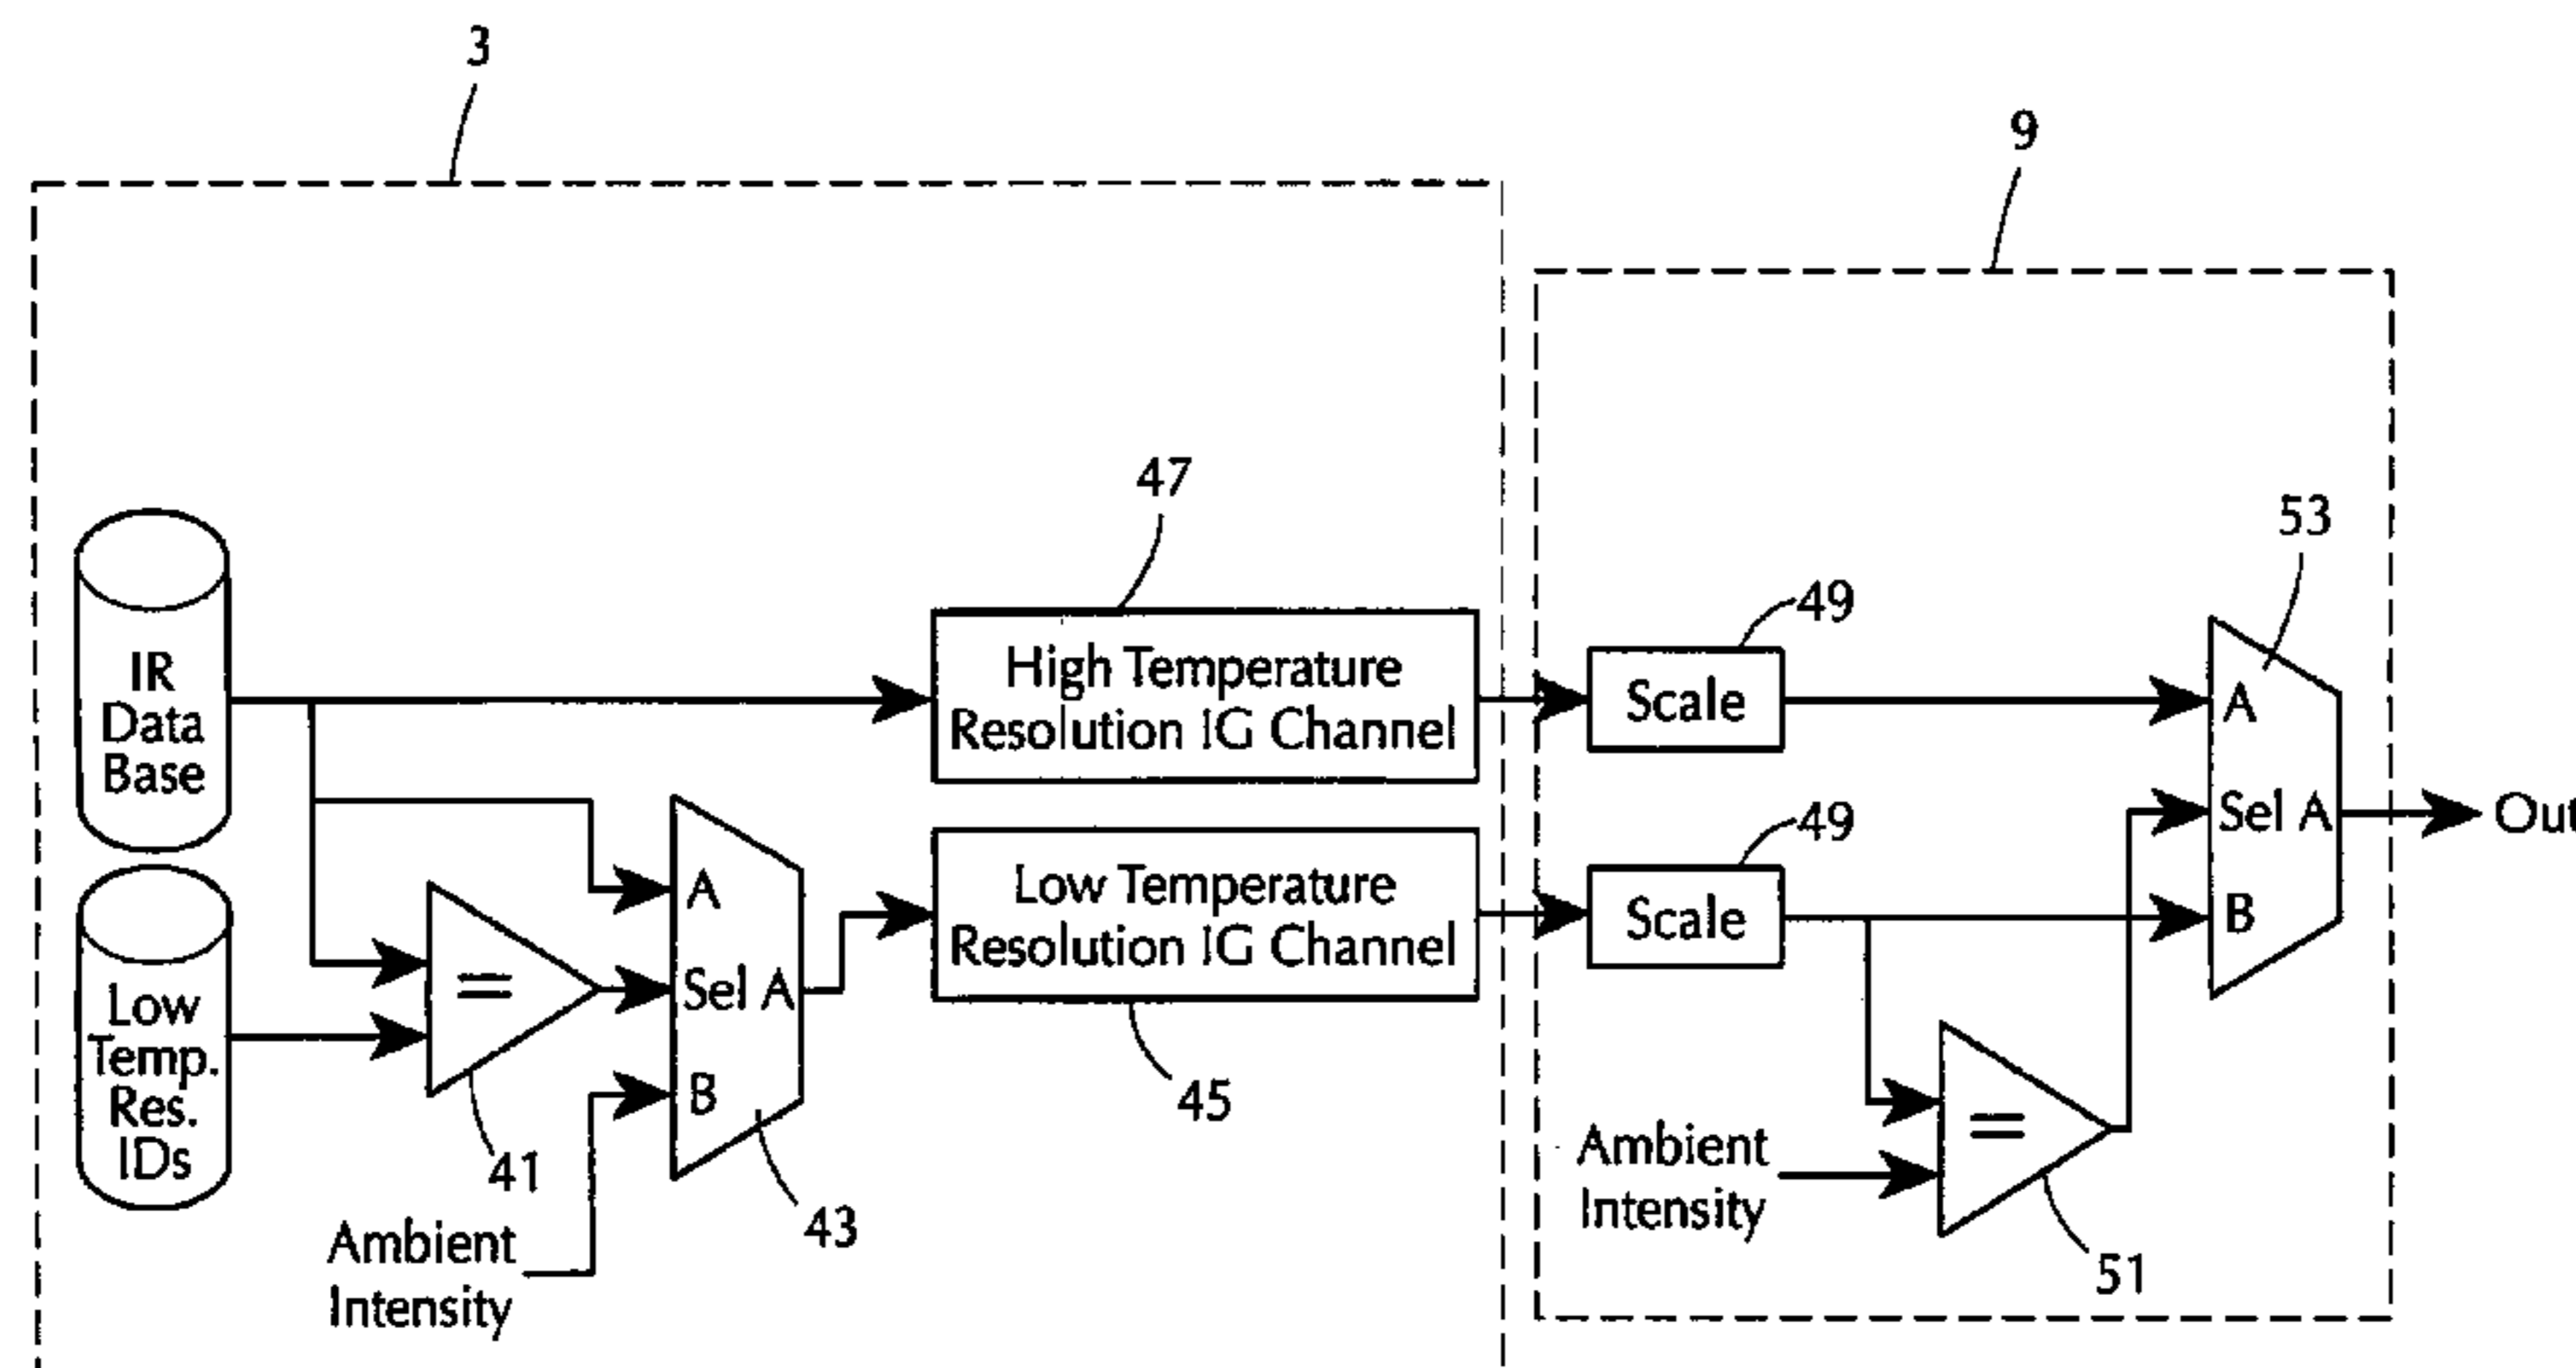 3
9
47
53
IR
Data
Base
High Temperature
Resolution IG Channel
49
Scale
A
Sel A
B
Out
Low
Temp.
Res.
IDs
=
41
A
Sel A
B
43
Low Temperature
Resolution IG Channel
45
49
Scale
Ambient
Intensity
Ambient
Intensity
=
51